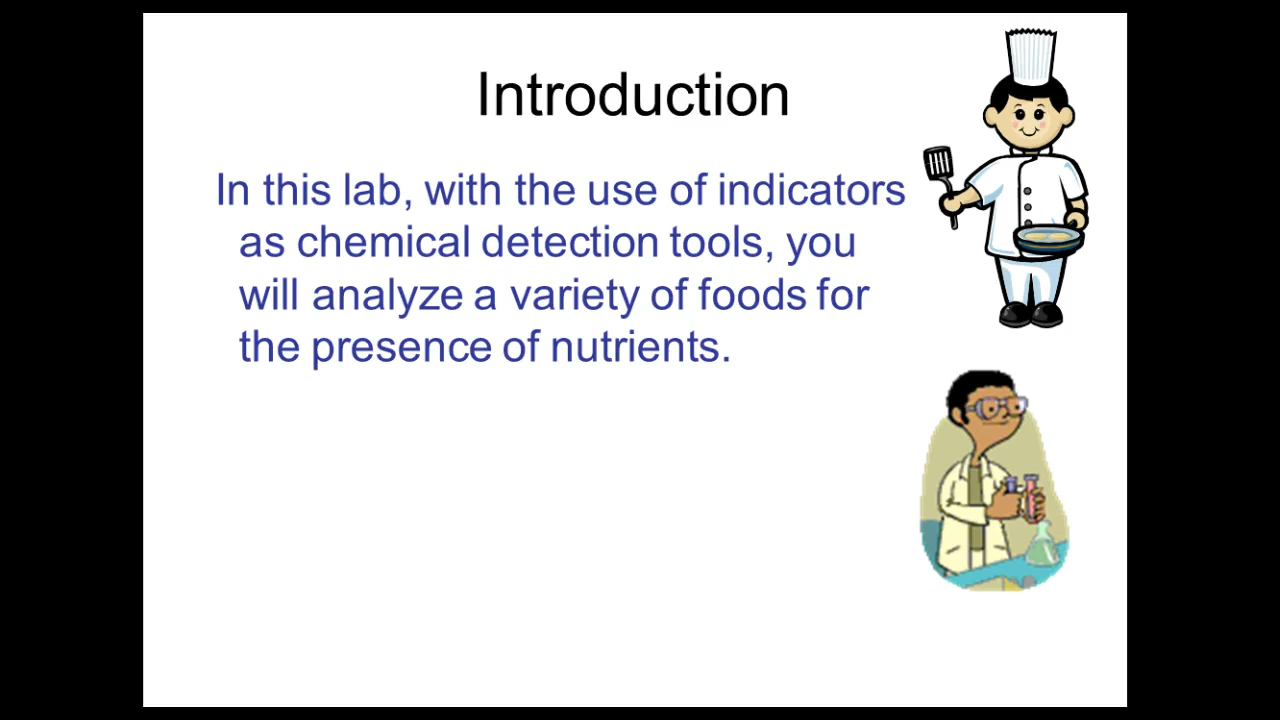 Introduction
In this lab, with the use of indicators
as chemical detection tools, you
will analyze a variety of foods for
the presence of nutrients.